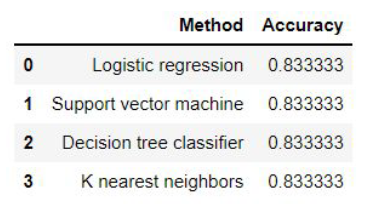 Method Accuracy
0 Logistic regression 0.833333
1 Support vector machine 0.833333
2 Decision tree classifier 0.833333
3 K nearest neighbors 0.833333